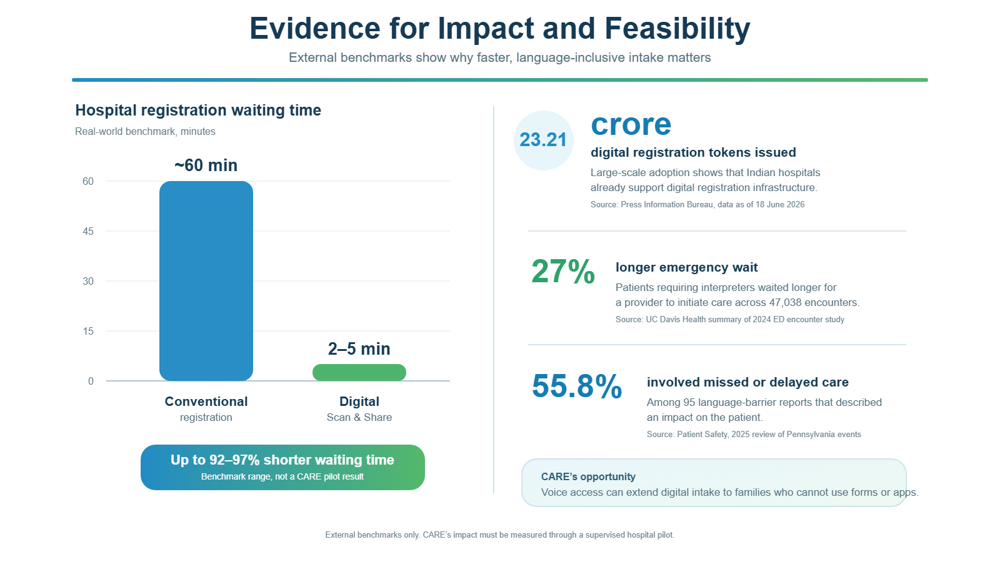 Evidence for Impact and Feasibility
External benchmarks show why faster, language-inclusive intake matters
Hospital registration waiting time
Real-world benchmark, minutes
~60 min
60
45
30
15
0
2–5 min
Conventional
registration
Digital
Scan & Share
Up to 92–97% shorter waiting time
Benchmark range, not a CARE pilot result
23.21
crore
digital registration tokens issued
Large-scale adoption shows that Indian hospitals
already support digital registration infrastructure.
Source: Press Information Bureau, data as of 18 June 2026
27%
longer emergency wait
Patients requiring interpreters waited longer for
a provider to initiate care across 47,038 encounters.
Source: UC Davis Health summary of 2024 ED encounter study
55.8%
involved missed or delayed care
Among 95 language-barrier reports that described
an impact on the patient.
Source: Patient Safety, 2025 review of Pennsylvania events
CARE’s opportunity
Voice access can extend digital intake to families who cannot use forms or apps.
External benchmarks only. CARE’s impact must be measured through a supervised hospital pilot.